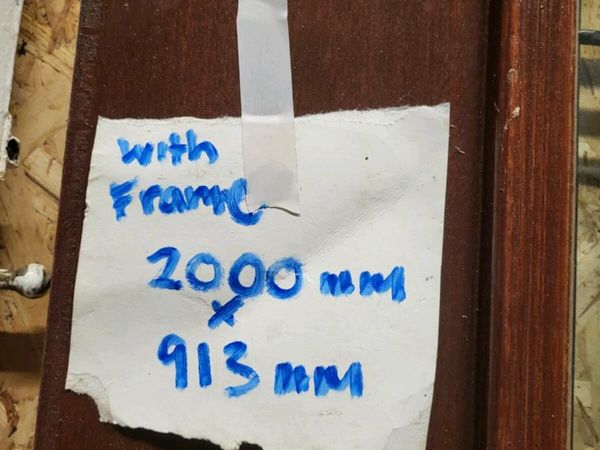 with
Frame
2000 mm
x
913 mm